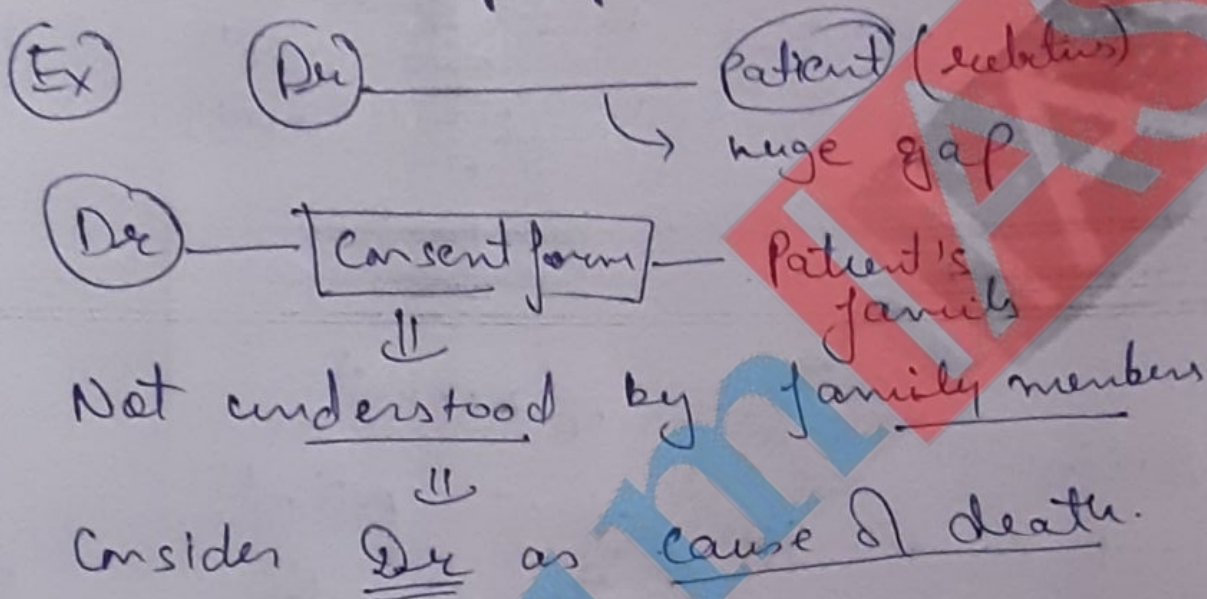 Ex Dr Patient (relatives)
huge gap
Dr Consent form Patient's
family
Not understood by family members
Consider Dr as cause of death.
IAS